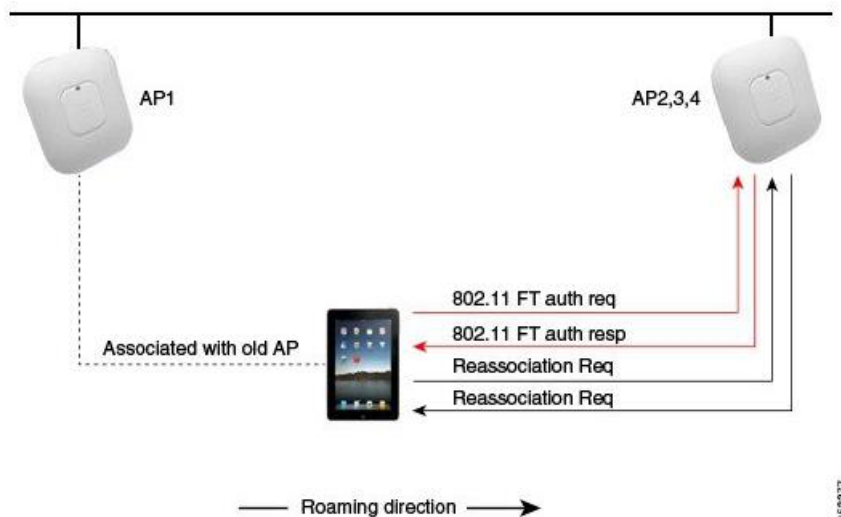 AP1
AP2,3,4
802.11 FT auth req
802.11 FT auth resp
Associated with old AP
Reassociation Req
Reassociation Req
Roaming direction